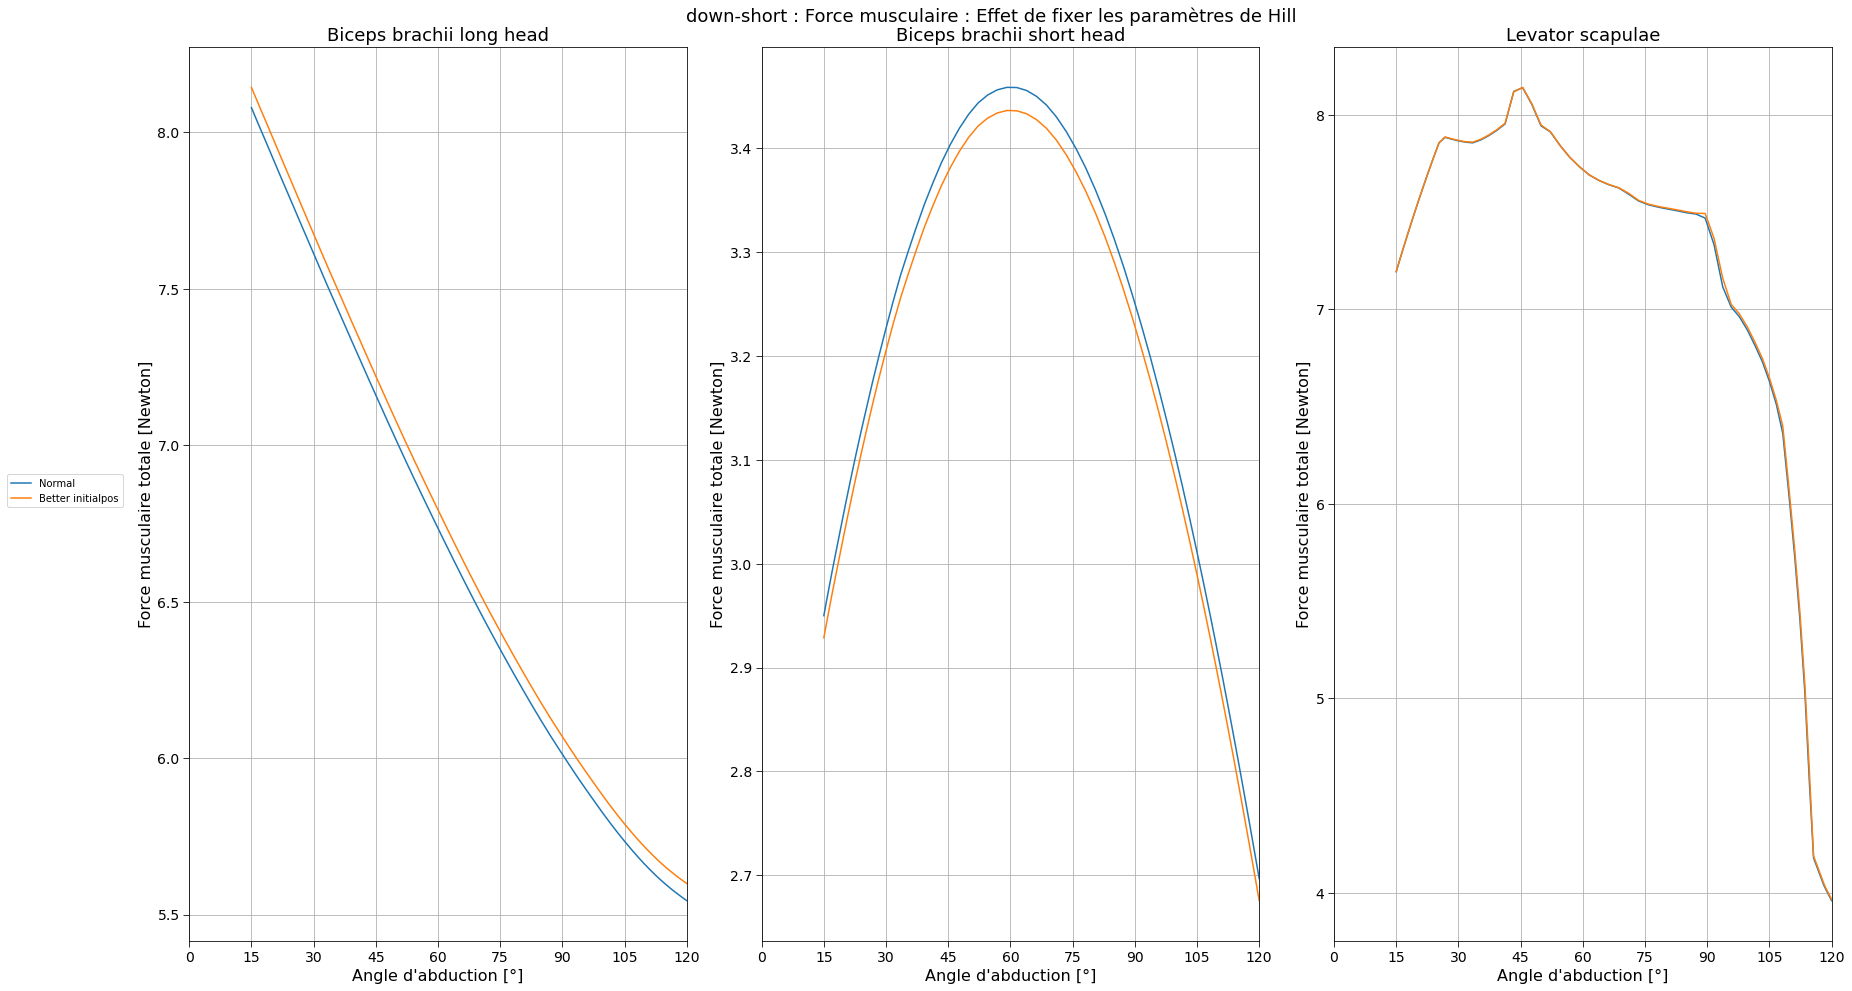 down-short : Force musculaire : Effet de fixer les paramètres de Hill
Biceps brachii long head
Biceps brachii short head
Levator scapulae
Normal
Better initialpos
Force musculaire totale [Newton]
8.0
7.5
7.0
6.5
6.0
5.5
0 15 30 45 60 75 90 105 120
Angle d'abduction [°]
Force musculaire totale [Newton]
3.4
3.3
3.2
3.1
3.0
2.9
2.8
2.7
0 15 30 45 60 75 90 105 120
Angle d'abduction [°]
Force musculaire totale [Newton]
8
7
6
5
4
0 15 30 45 60 75 90 105 120
Angle d'abduction [°]